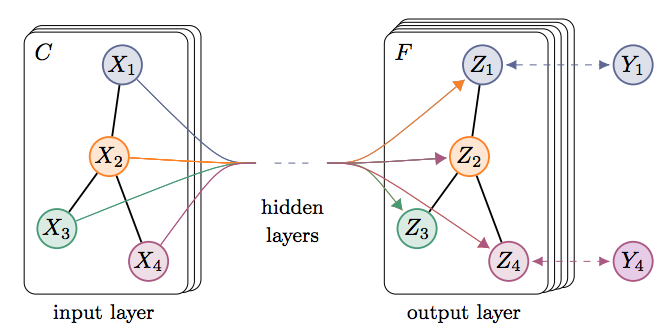 C
X1
X2
X3
X4
input layer
hidden
layers
F
Z1
Z2
Z3
Z4
output layer
Y1
Y4